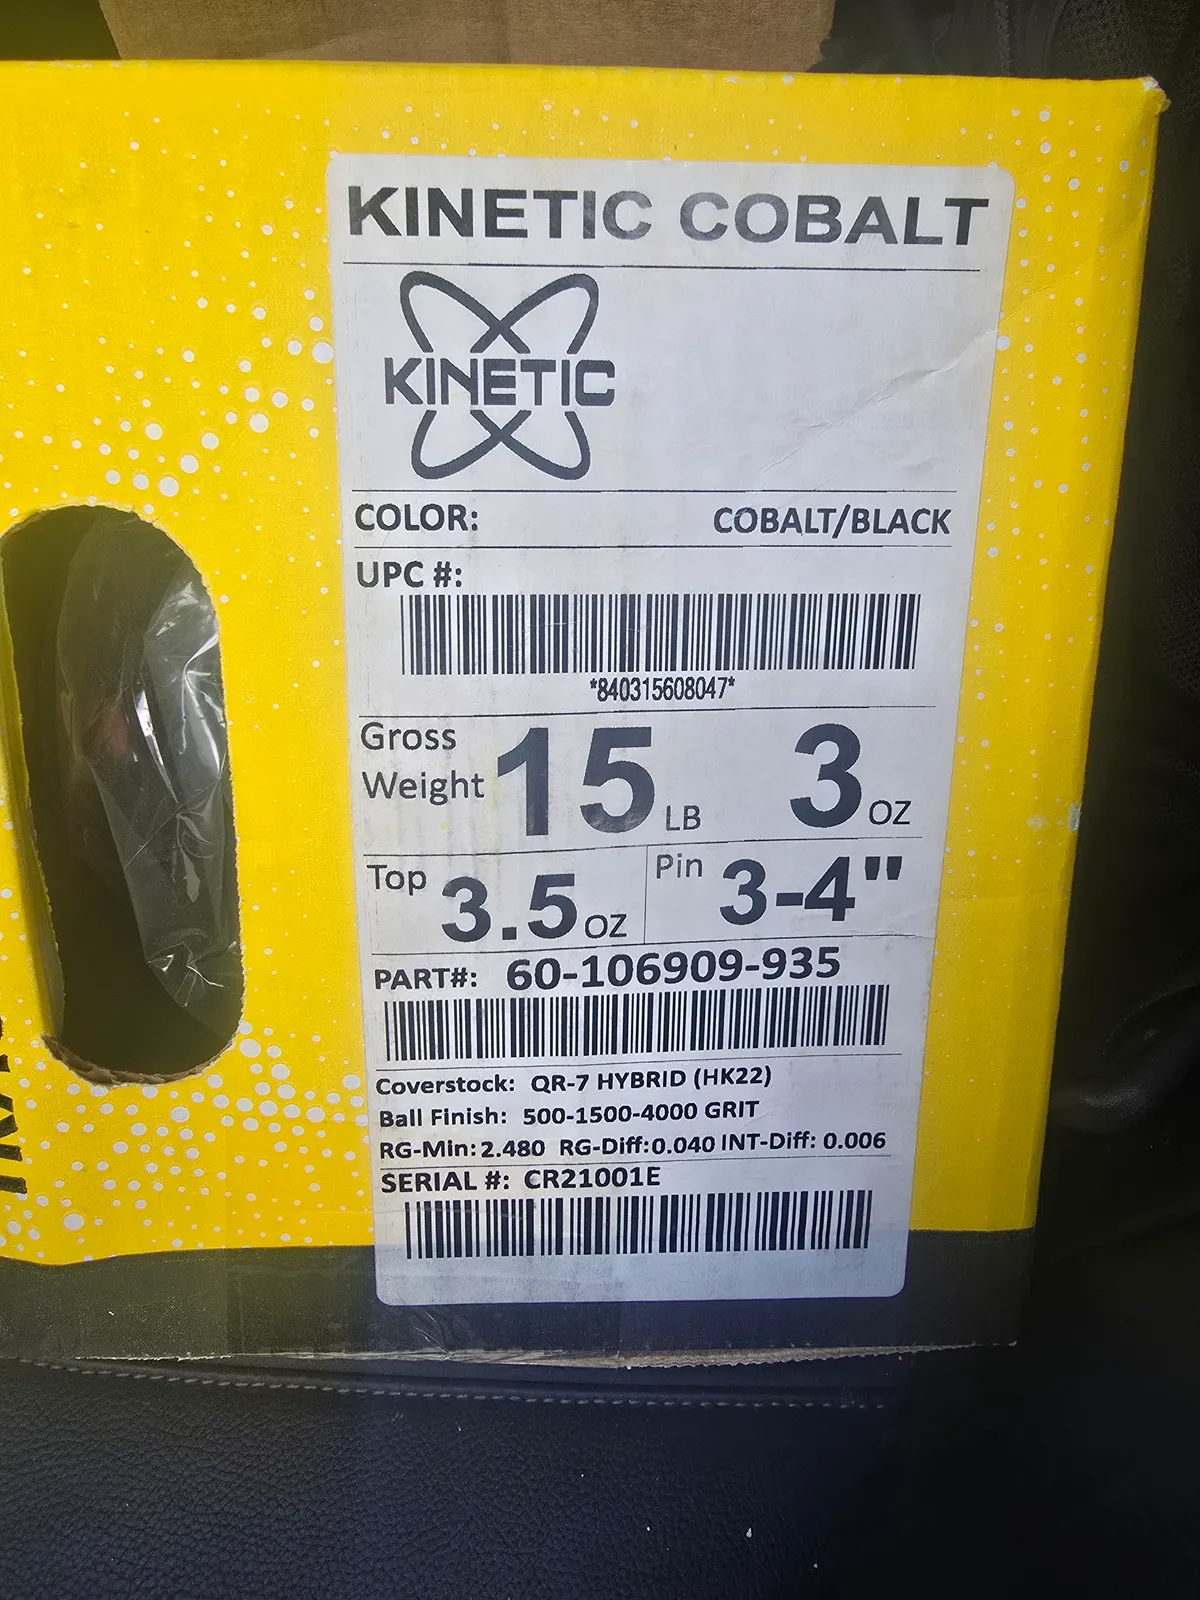 KINETIC COBALT
KINETIC
COLOR: COBALT/BLACK
UPC #:
*840315608047*
Gross Weight 15 LB 3 OZ
Top 3.5 OZ Pin 3-4"
PART#: 60-106909-935
Coverstock: QR-7 HYBRID (HK22)
Ball Finish: 500-1500-4000 GRIT
RG-Min: 2.480 RG-Diff:0.040 INT-Diff: 0.006
SERIAL #: CR21001E